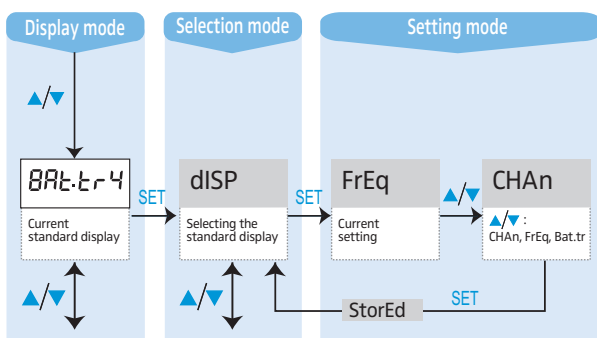 Display mode
Selection mode
Setting mode
▲/▼
BAt.tr4
SET
dISP
SET
FrEq
▲/▼
CHAn
Current
standard display
Selecting the
standard display
Current
setting
▲/▼ :
CHAn, FrEq, Bat.tr
▲/▼
▲/▼
StorEd
SET